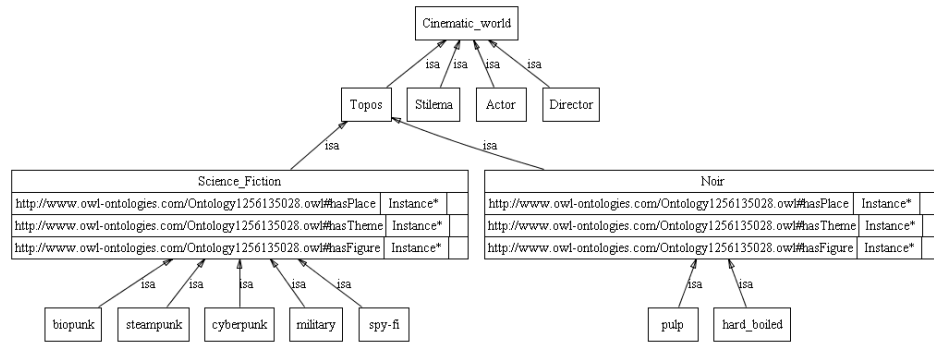 Cinematic_world
isa isa isa isa
Topos Stilema Actor Director
isa isa
Science_Fiction Noir
http://www.owl-ontologies.com/Ontology1256135028.owl#hasPlace Instance* http://www.owl-ontologies.com/Ontology1256135028.owl#hasPlace Instance*
http://www.owl-ontologies.com/Ontology1256135028.owl#hasTheme Instance* http://www.owl-ontologies.com/Ontology1256135028.owl#hasTheme Instance*
http://www.owl-ontologies.com/Ontology1256135028.owl#hasFigure Instance* http://www.owl-ontologies.com/Ontology1256135028.owl#hasFigure Instance*
isa isa isa isa isa isa isa
biopunk steampunk cyberpunk military spy-fi pulp hard_boiled